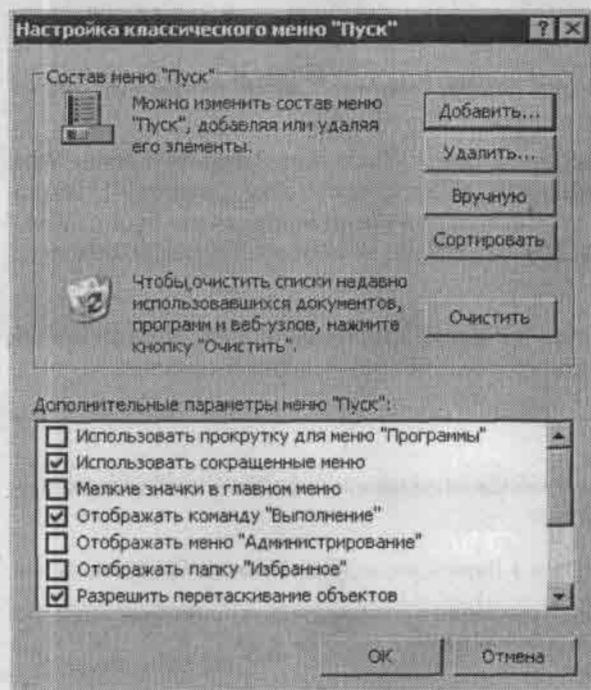 Настройка классического меню "Пуск"
Состав меню "Пуск"
Можно изменить состав меню
"Пуск", добавляя или удаляя
его элементы.
Добавить...
Удалить...
Вручную
Сортировать
Чтобы очистить списки недавно
использовавшихся документов,
программ и веб-узлов, нажмите
кнопку "Очистить".
Очистить
Дополнительные параметры меню "Пуск":
Использовать прокрутку для меню "Программы"
Использовать сокращенные меню
Мелкие значки в главном меню
Отображать команду "Выполнение"
Отображать меню "Администрирование"
Отображать папку "Избранное"
Разрешить перетаскивание объектов
ОК
Отмена